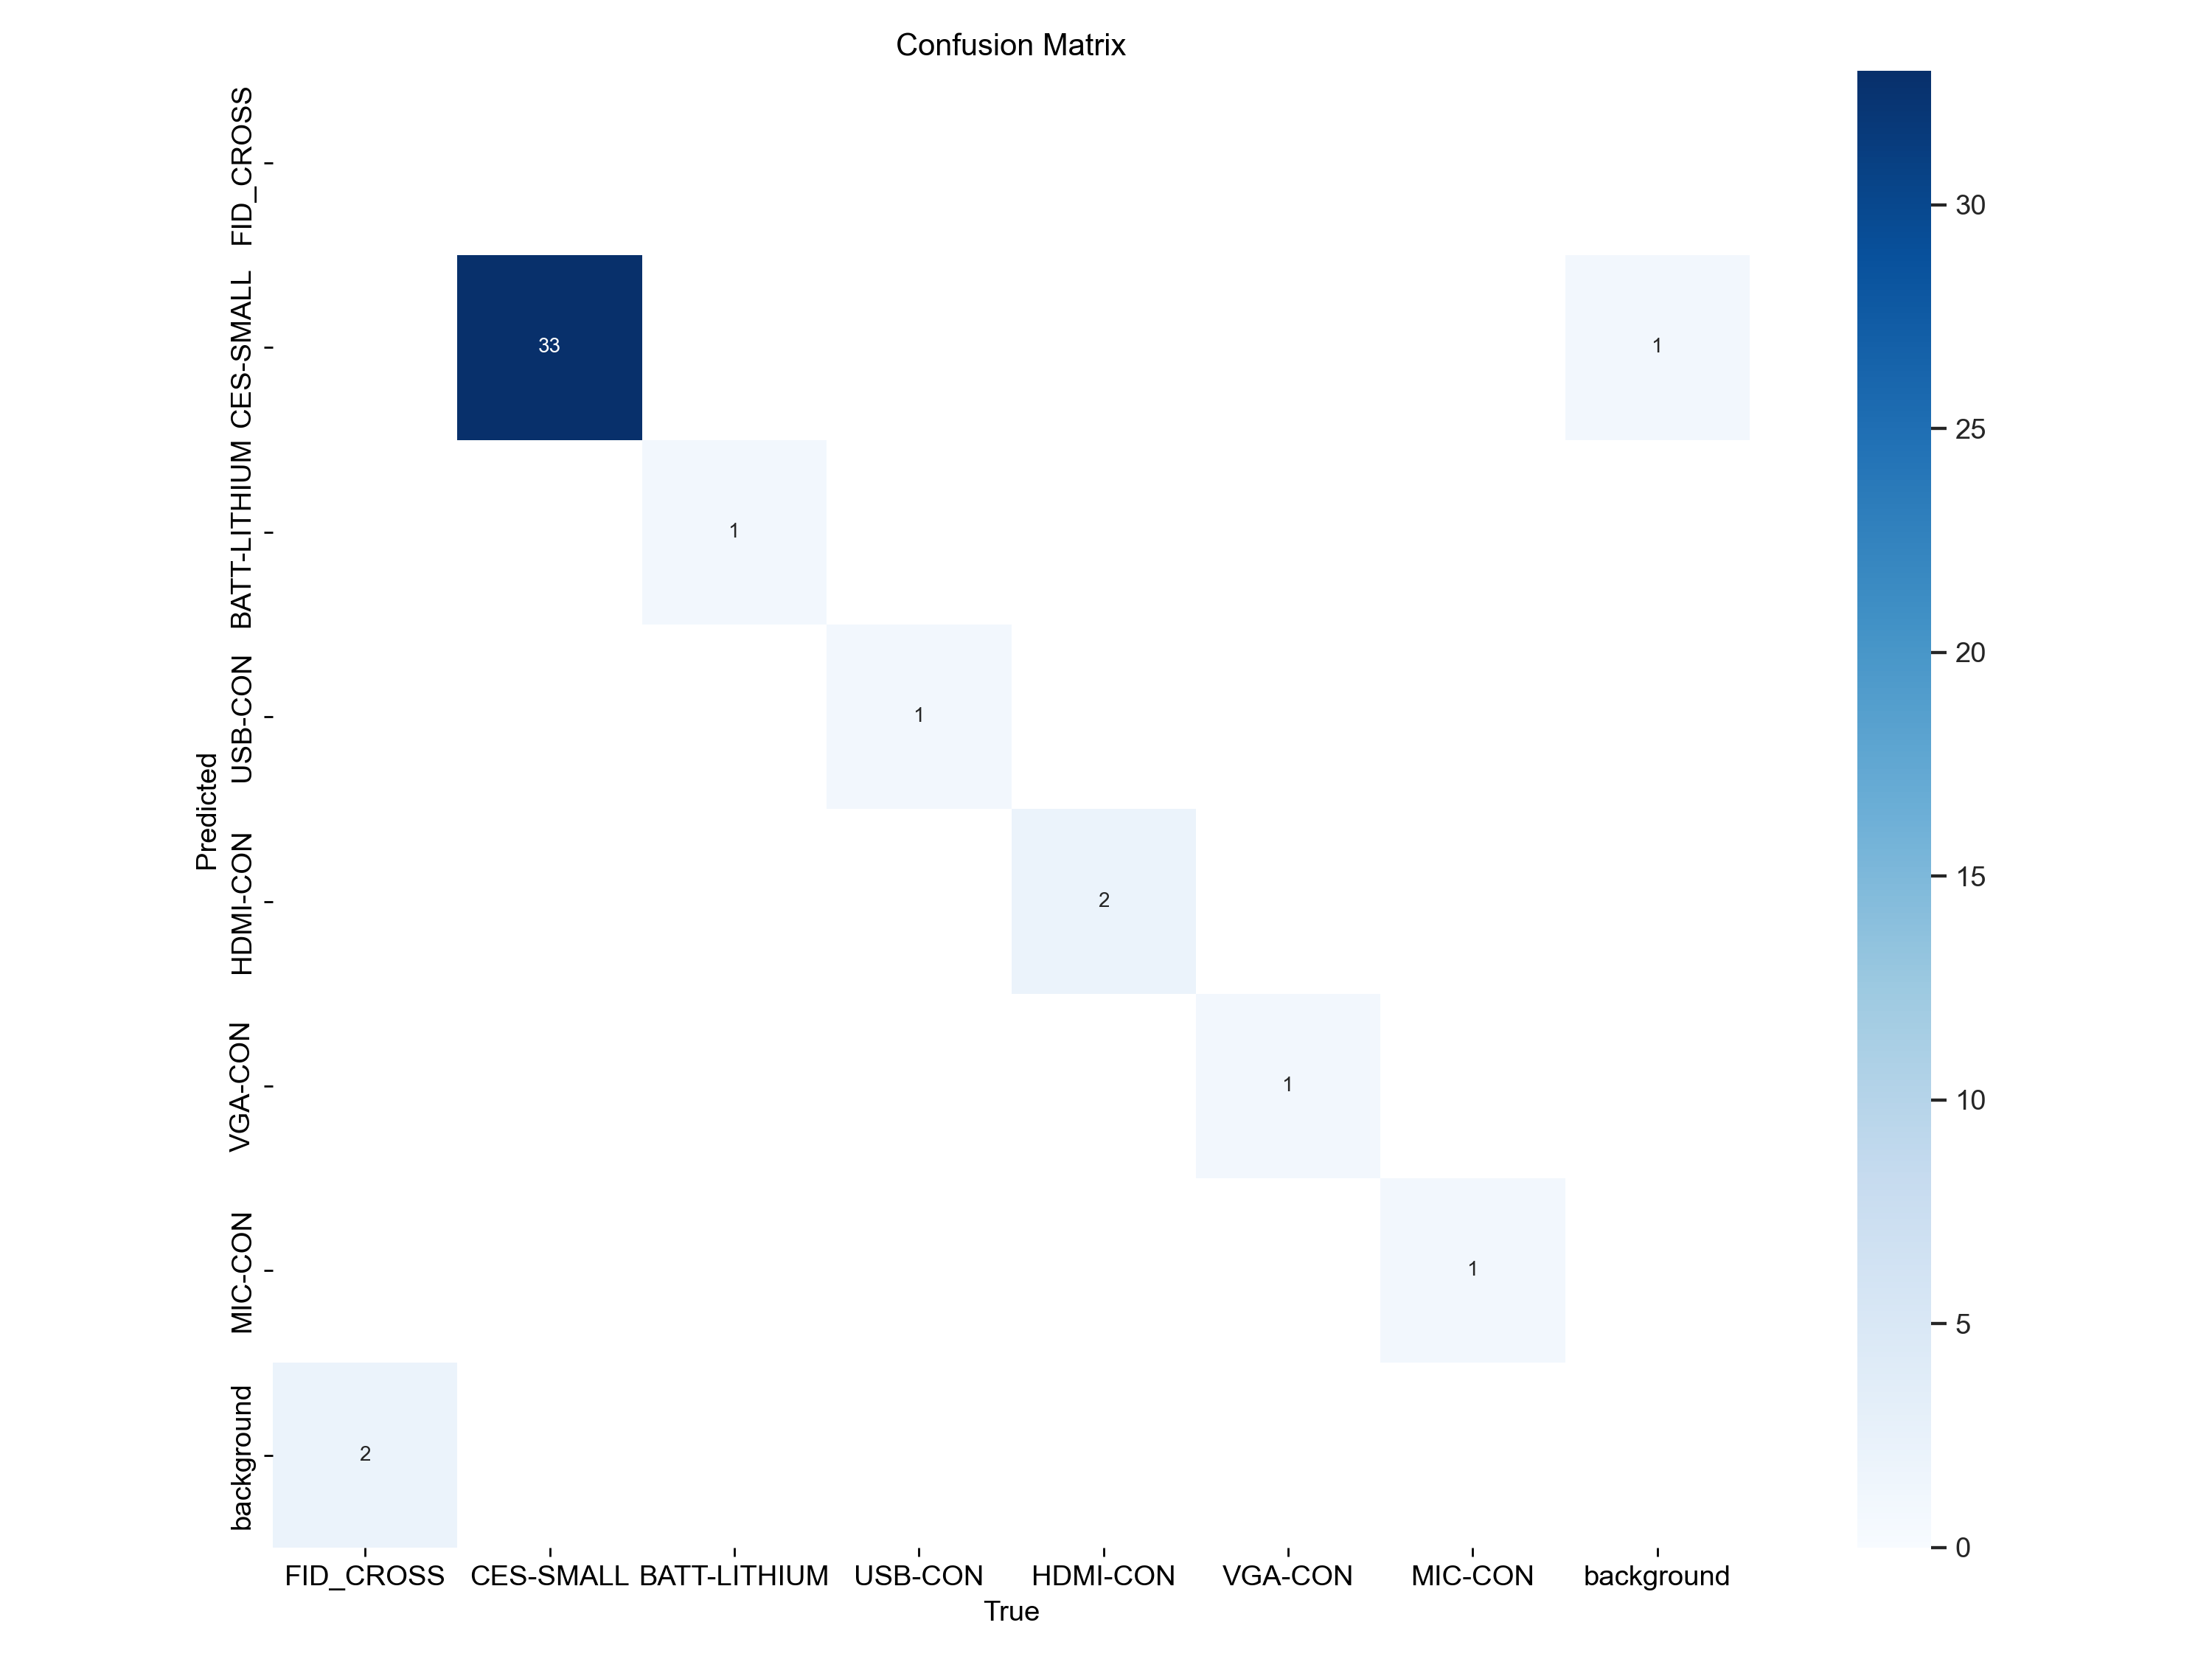 Confusion Matrix
FID_CROSS
CES-SMALL
BATT-LITHIUM
USB-CON
HDMI-CON
VGA-CON
MIC-CON
background
Predicted
33
1
1
1
2
1
1
2
FID_CROSS CES-SMALL BATT-LITHIUM USB-CON HDMI-CON VGA-CON MIC-CON background
True
30
25
20
15
10
5
0